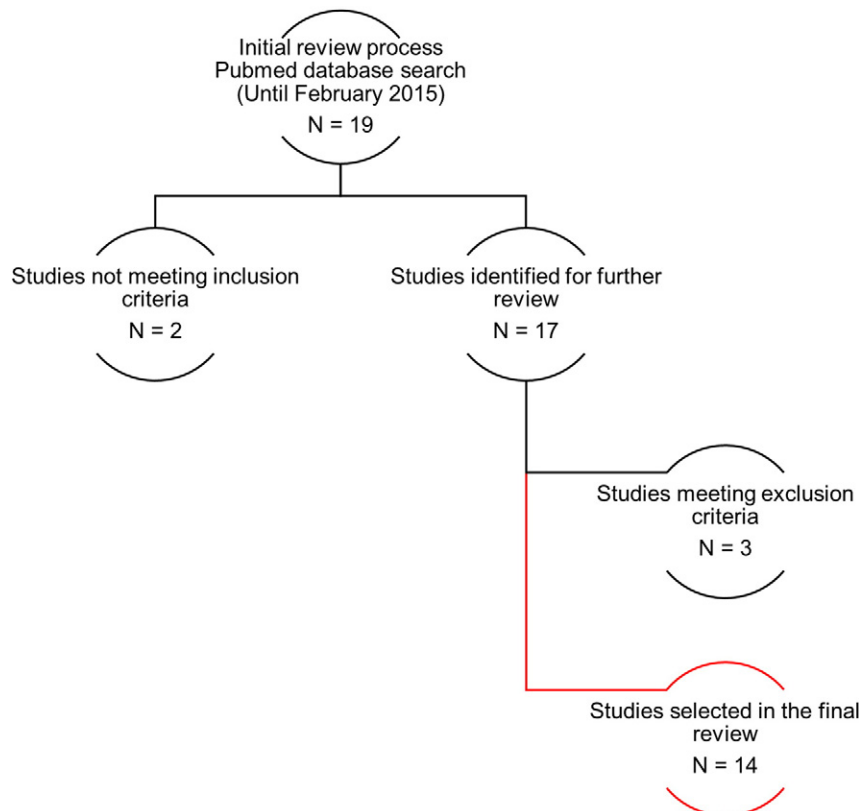 Initial review process
Pubmed database search
(Until February 2015)
N = 19
Studies not meeting inclusion
criteria
N = 2
Studies identified for further
review
N = 17
Studies meeting exclusion
criteria
N = 3
Studies selected in the final
review
N = 14